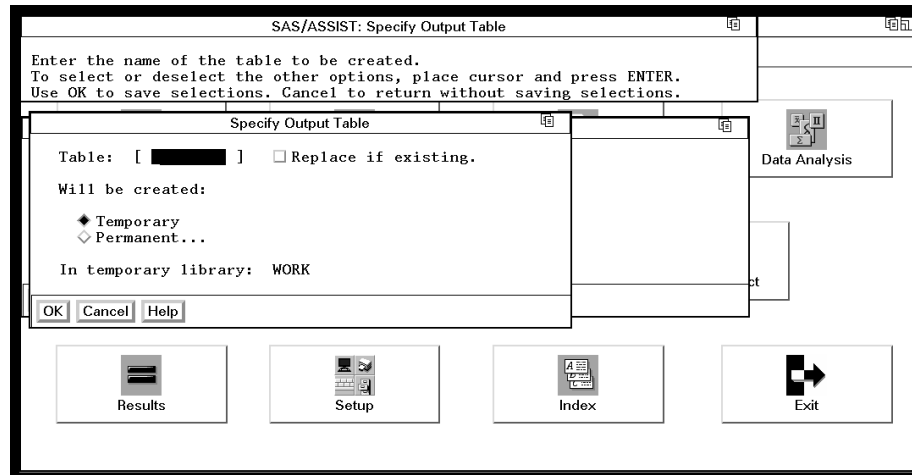 SAS/ASSIST: Specify Output Table
Enter the name of the table to be created.
To select or deselect the other options, place cursor and press ENTER.
Use OK to save selections. Cancel to return without saving selections.
Specify Output Table
Table: [ ] Replace if existing.
Will be created:
Temporary
Permanent...
In temporary library: WORK
OK Cancel Help
Data Analysis
ct
Results
Setup
Index
Exit